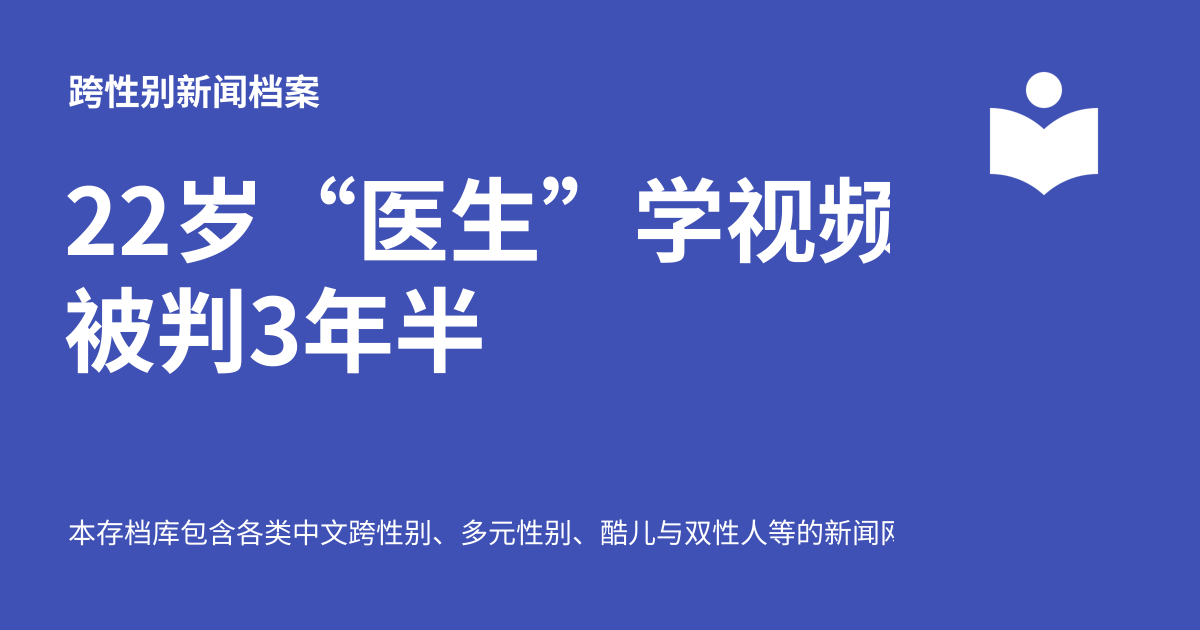 跨性别新闻档案
22岁 “医生” 学视
被判3年半
本存档库包含各类中文跨性别、多元性别、酷儿与双性人等的新闻